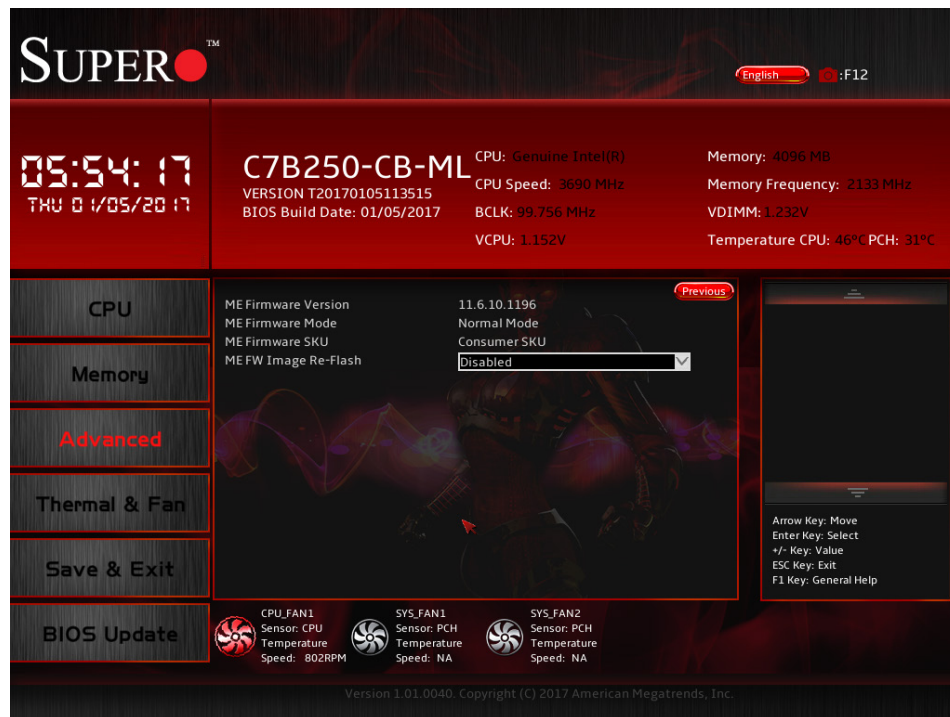 SUPER TM
English :F12
05:54:17
THU 01/05/2017
C7B250-CB-ML
VERSION T20170105113515
BIOS Build Date: 01/05/2017
CPU: Genuine Intel(R)
CPU Speed: 3690 MHz
BCLK: 99.756 MHz
VCPU: 1.152V
Memory: 4096 MB
Memory Frequency: 2133 MHz
VDIMM: 1.232V
Temperature CPU: 46°C PCH: 31°C
CPU
Memory
Advanced
Thermal & Fan
Save & Exit
BIOS Update
Previous
ME Firmware Version 11.6.10.1196
ME Firmware Mode Normal Mode
ME Firmware SKU Consumer SKU
ME FW Image Re-Flash Disabled
Arrow Key: Move
Enter Key: Select
+/- Key: Value
ESC Key: Exit
F1 Key: General Help
CPU_FAN1
Sensor: CPU
Temperature
Speed: 802RPM
SYS_FAN1
Sensor: PCH
Temperature
Speed: NA
SYS_FAN2
Sensor: PCH
Temperature
Speed: NA
Version 1.01.0040. Copyright (C) 2017 American Megatrends, Inc.